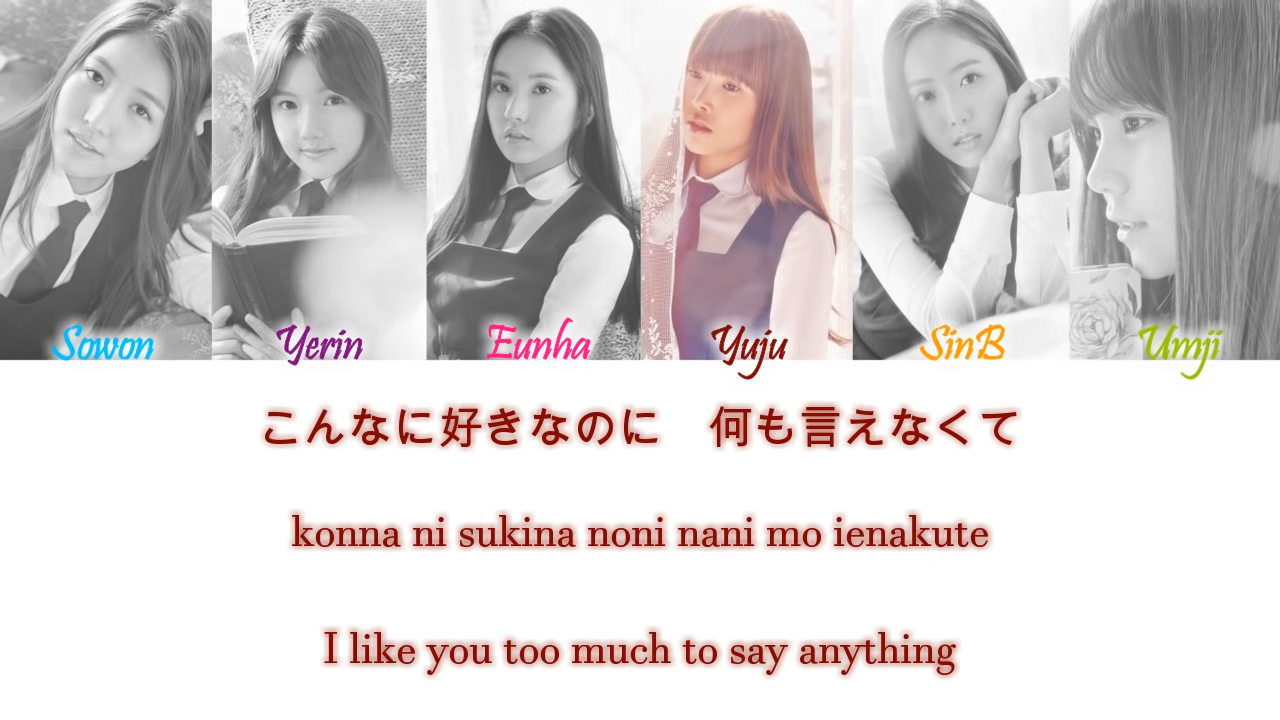 Sowon Yerin Eunha Yuju SinB Umji
こんなに好きなのに　何も言えなくて
konna ni sukina noni nani mo ienakute
I like you too much to say anything